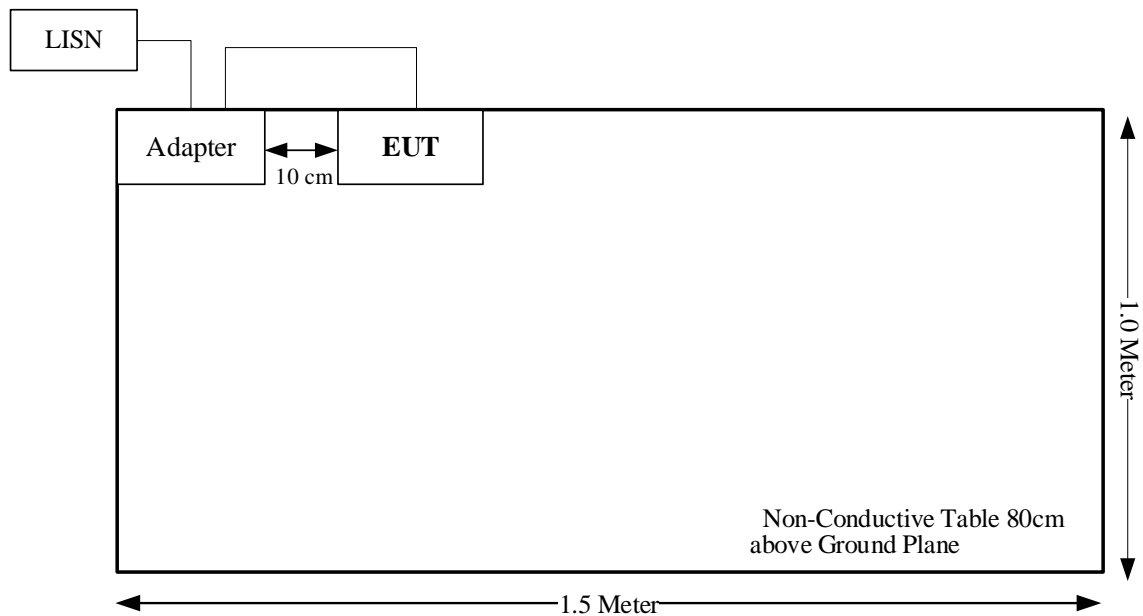 LISN
Adapter
EUT
10 cm
1.0 Meter
Non-Conductive Table 80cm
above Ground Plane
1.5 Meter